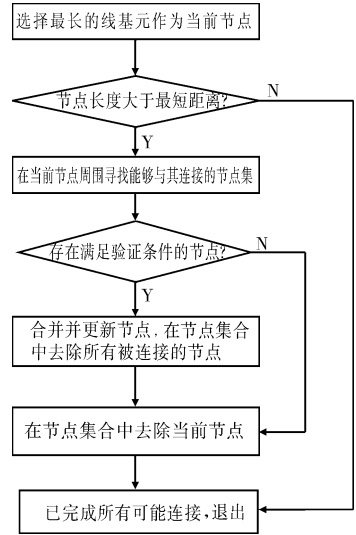 选择最长的线基元作为当前节点
节点长度大于最短距离?
N
Y
在当前节点周围寻找能够与其连接的节点集
存在满足验证条件的节点?
N
Y
合并并更新节点,在节点集合
中去除所有被连接的节点
在节点集合中去除当前节点
已完成所有可能连接,退出